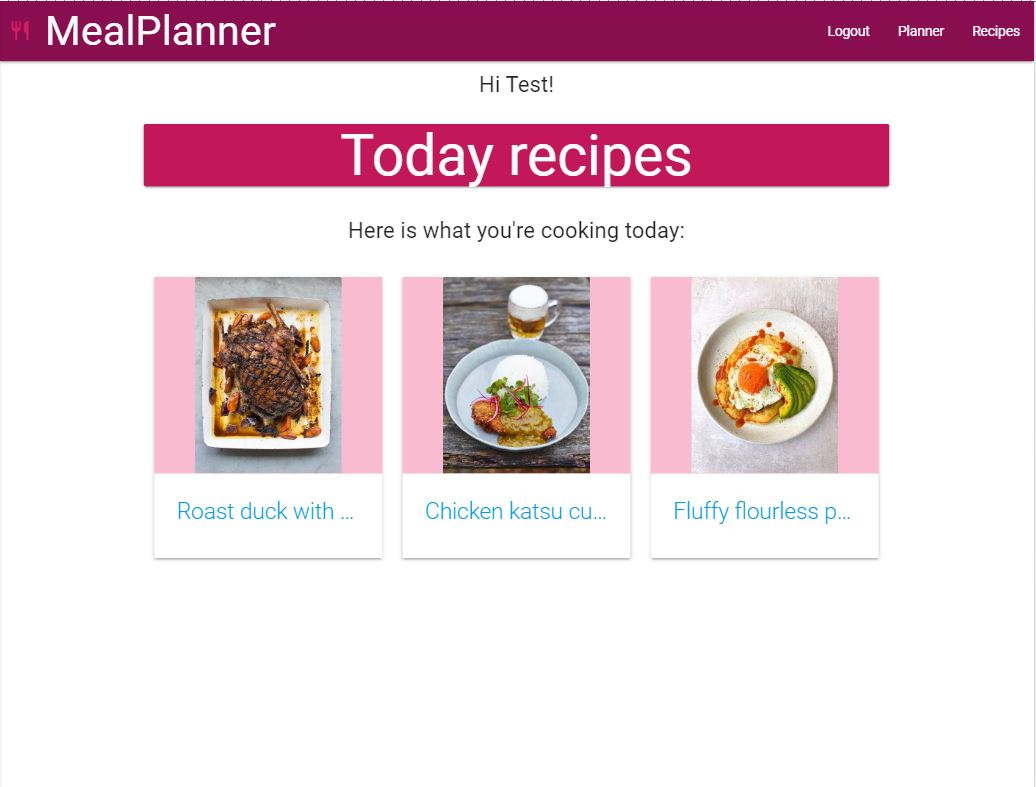 MealPlanner
Logout Planner Recipes
Hi Test!
Today recipes
Here is what you're cooking today:
Roast duck with ...
Chicken katsu cu...
Fluffy flourless p...